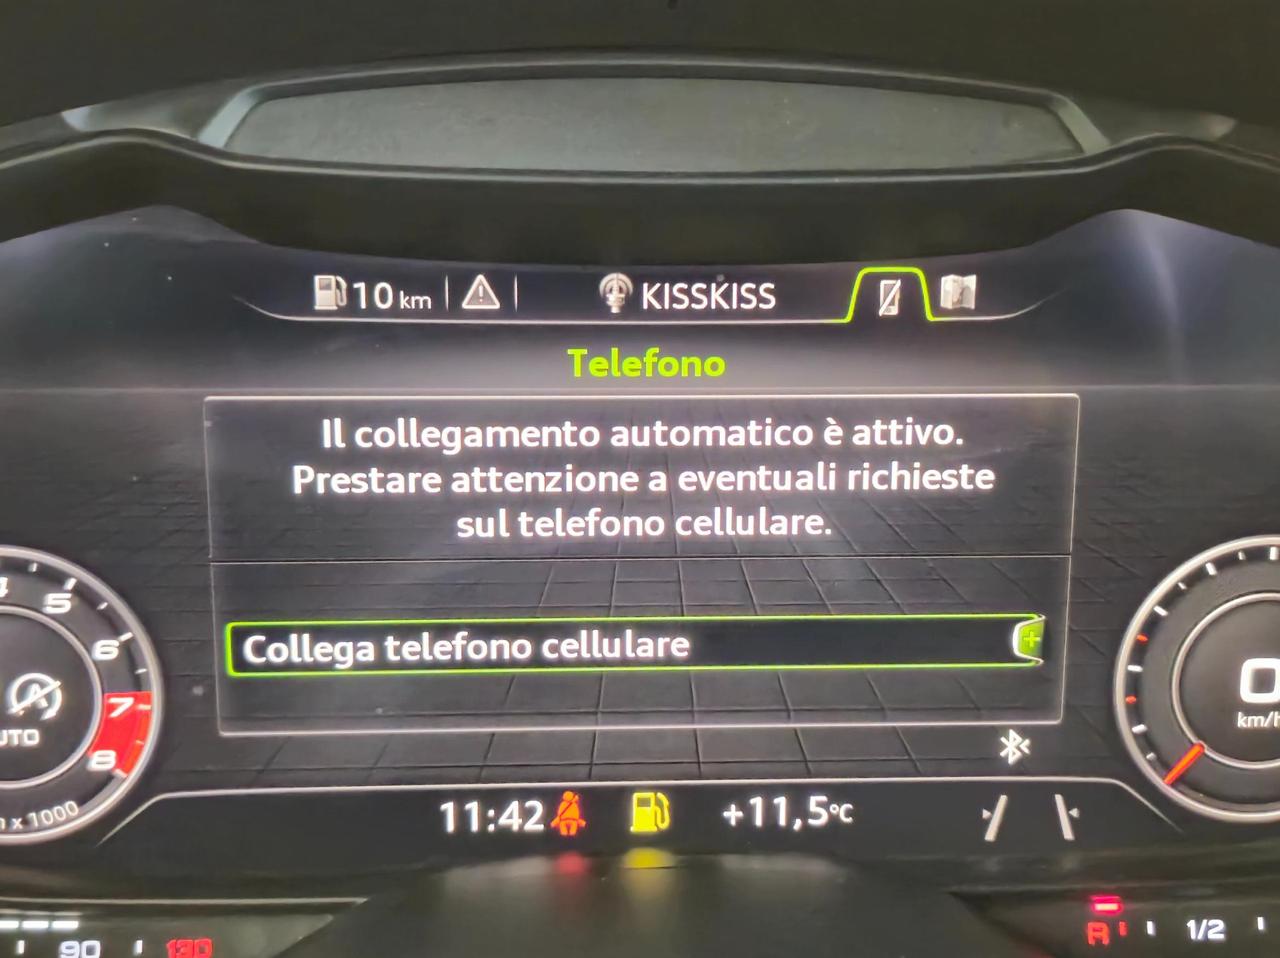 10 km KISSKISS
Telefono
Il collegamento automatico è attivo.
Prestare attenzione a eventuali richieste
sul telefono cellulare.
Collega telefono cellulare
5
6
7
8
x 1000
0
km/h
11:42 +11,5°C
90 130
R 1/2